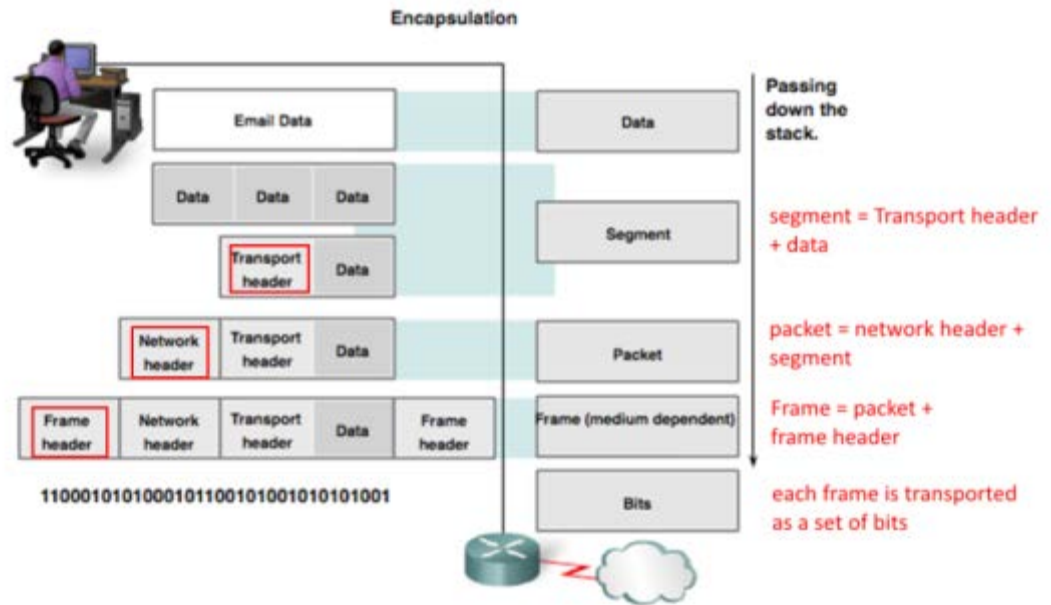 Encapsulation
Passing
down the
stack.
Email Data
Data
Data
Data
Data
Segment
segment = Transport header
+ data
Transport
header
Data
Network
header
Transport
header
Data
Packet
packet = network header +
segment
Frame
header
Network
header
Transport
header
Data
Frame
header
Frame (medium dependent)
Frame = packet +
frame header
1100010101000101100101001010101001
Bits
each frame is transported
as a set of bits